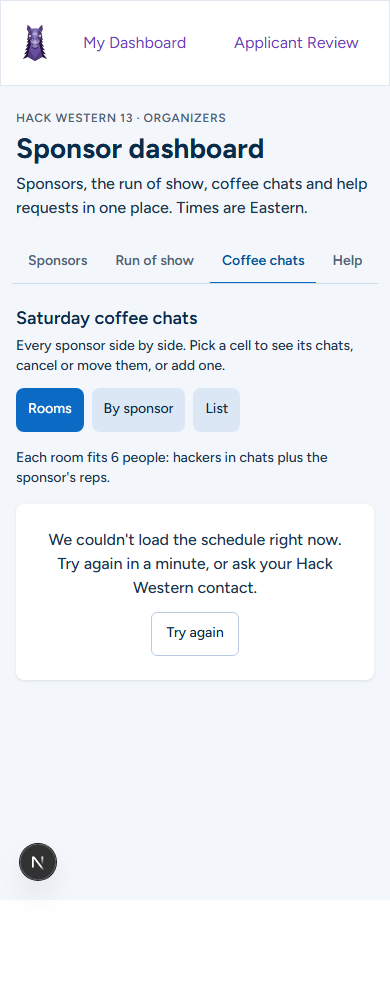 My Dashboard
Applicant Review
HACK WESTERN 13 · ORGANIZERS
Sponsor dashboard
Sponsors, the run of show, coffee chats and help
requests in one place. Times are Eastern.
Sponsors
Run of show
Coffee chats
Help
Saturday coffee chats
Every sponsor side by side. Pick a cell to see its chats,
cancel or move them, or add one.
Rooms
By sponsor
List
Each room fits 6 people: hackers in chats plus the
sponsor's reps.
We couldn't load the schedule right now.
Try again in a minute, or ask your Hack
Western contact.
Try again
N